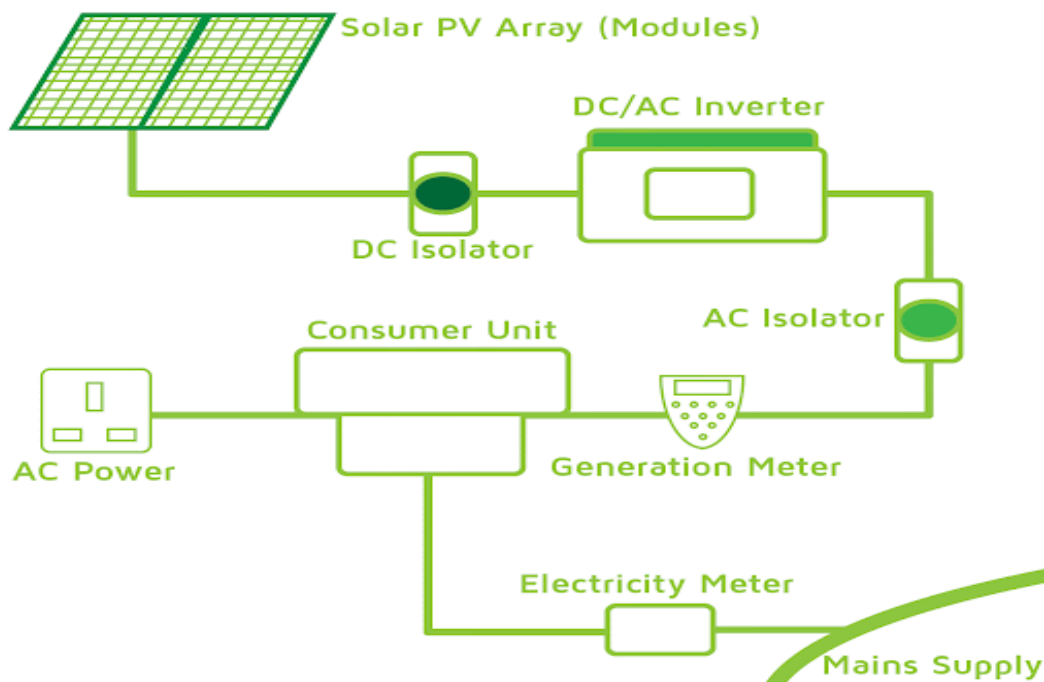 Solar PV Array (Modules)
DC/AC Inverter
DC Isolator
AC Isolator
Consumer Unit
AC Power
Generation Meter
Electricity Meter
Mains Supply